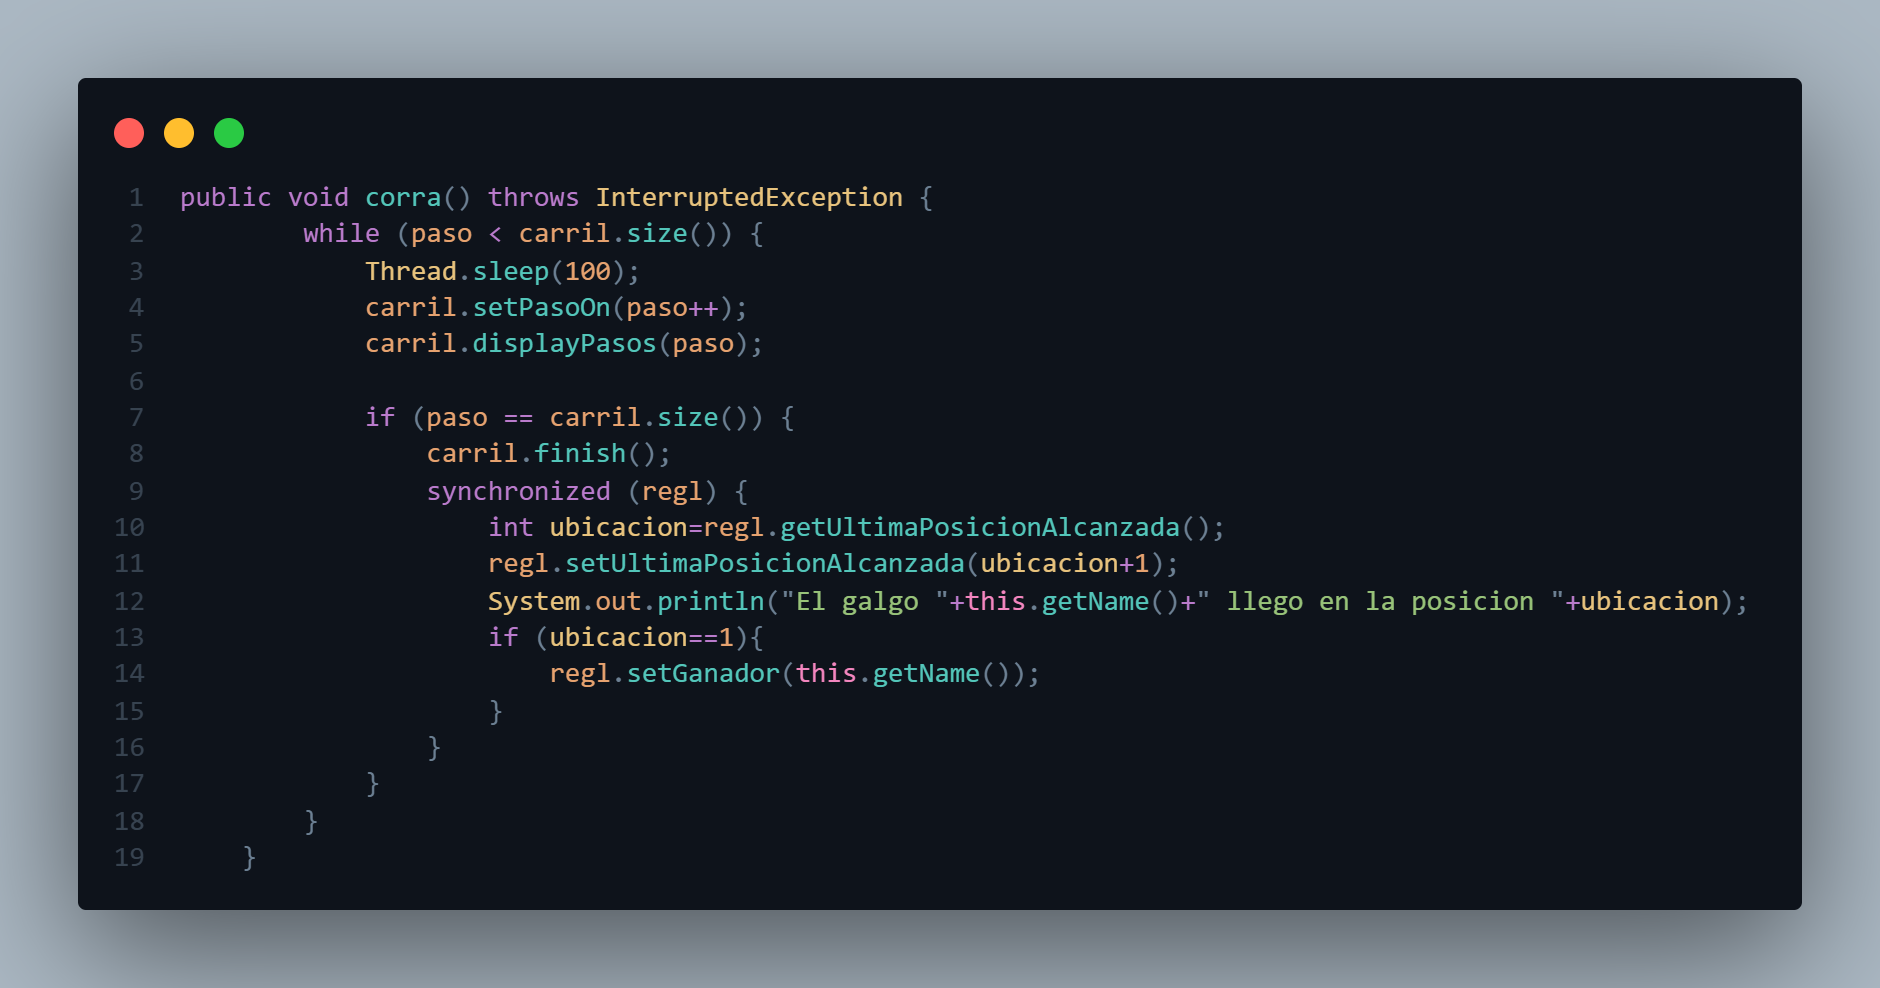 1 public void corra() throws InterruptedException {
2         while (paso < carril.size()) {
3             Thread.sleep(100);
4             carril.setPasoOn(paso++);
5             carril.displayPasos(paso);
6
7             if (paso == carril.size()) {
8                 carril.finish();
9                 synchronized (regl) {
10                     int ubicacion=regl.getUltimaPosicionAlcanzada();
11                     regl.setUltimaPosicionAlcanzada(ubicacion+1);
12                     System.out.println("El galgo "+this.getName()+" llego en la posicion "+ubicacion);
13                     if (ubicacion==1){
14                         regl.setGanador(this.getName());
15                     }
16                 }
17             }
18         }
19     }